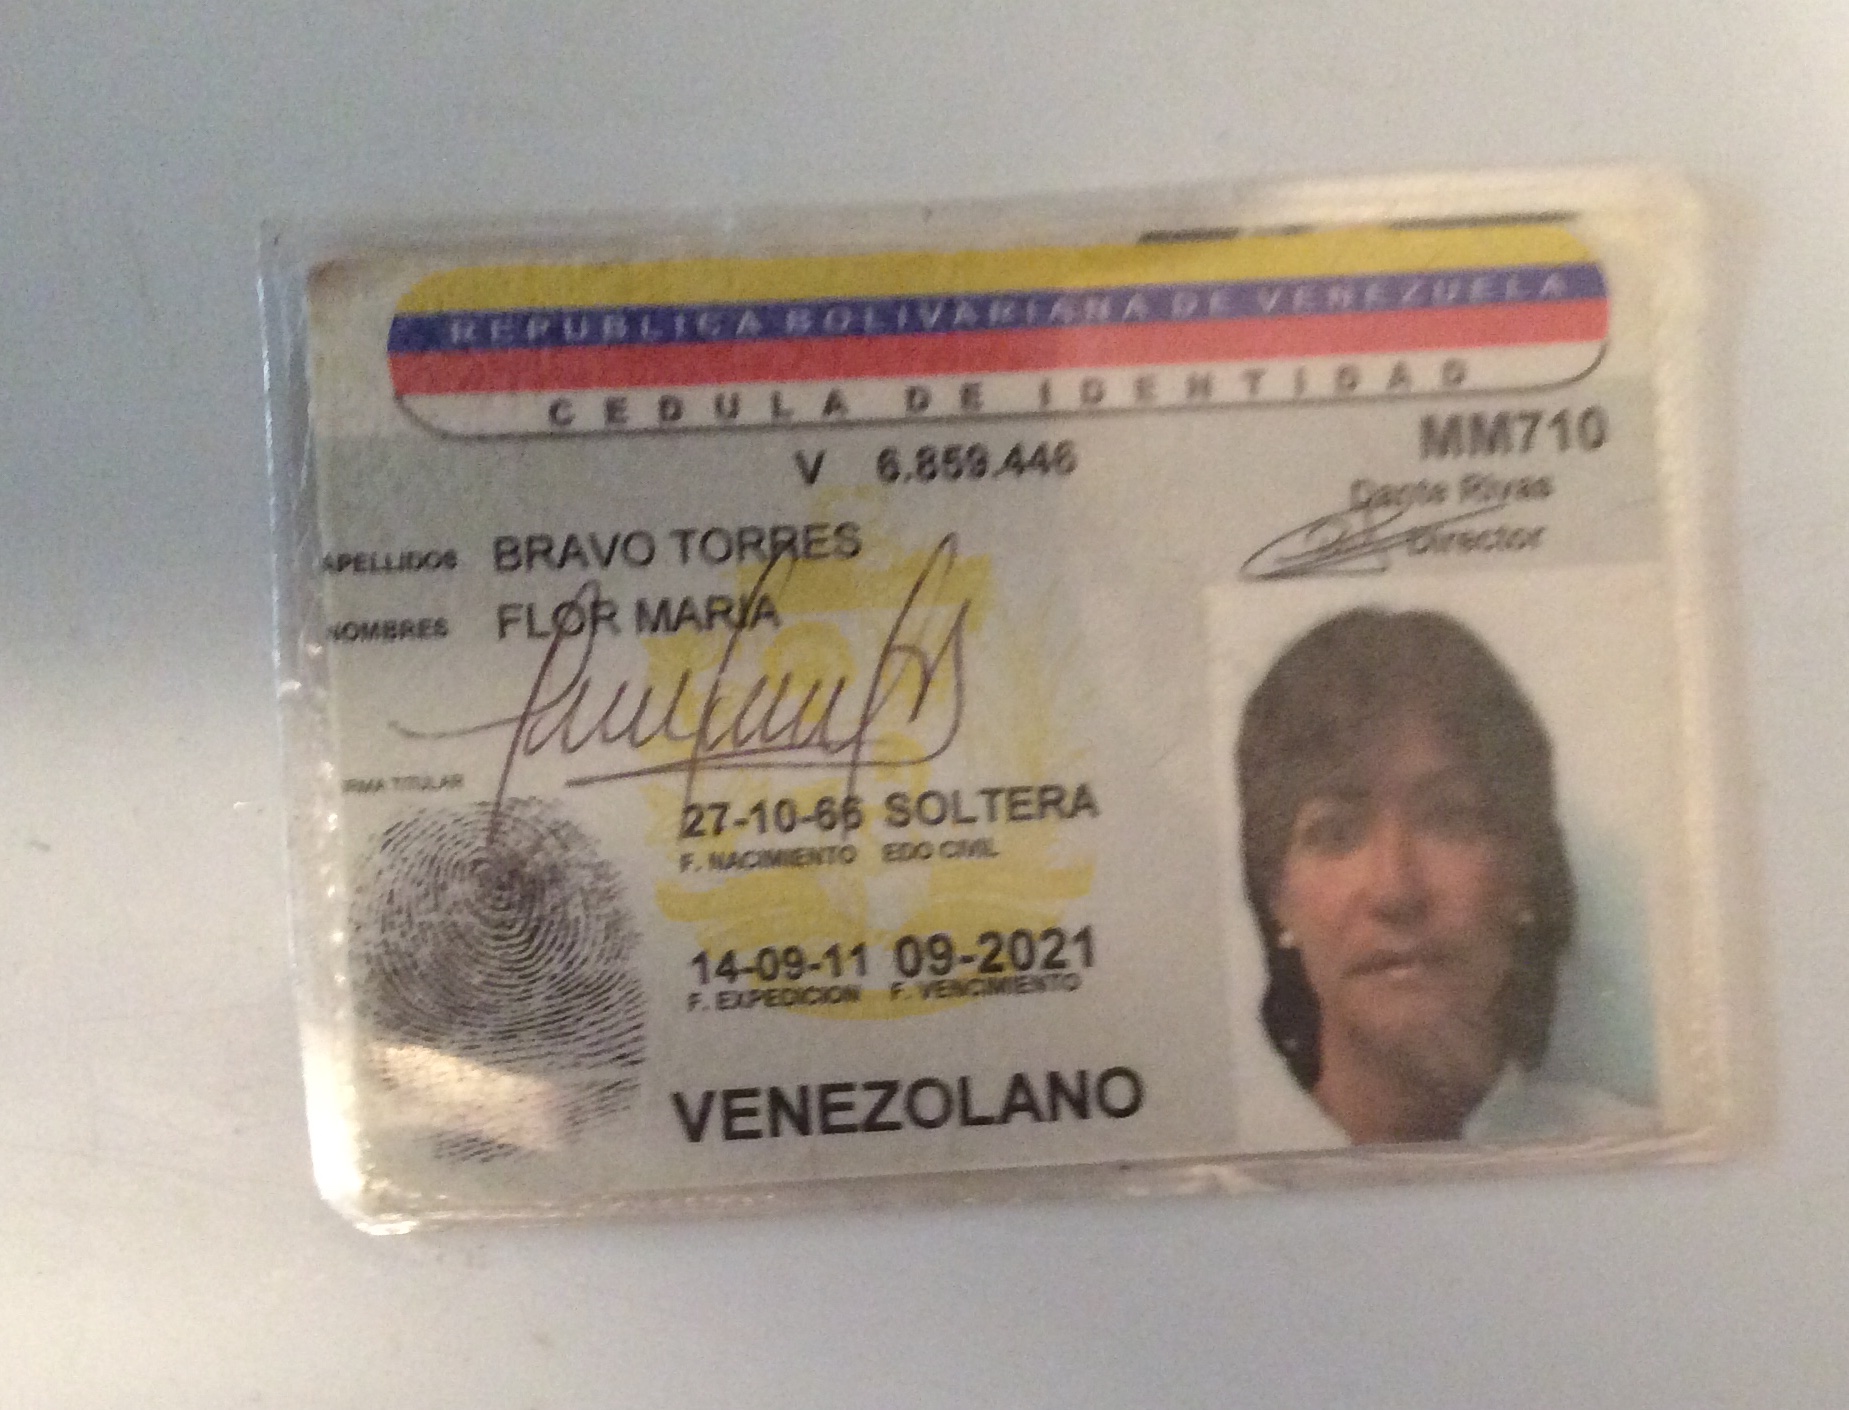 REPUBLICA BOLIVARIANA DE VENEZUELA
CEDULA DE IDENTIDAD
V 6.859.446
MM710
Dante Rivas
Director
APELLIDOS BRAVO TORRES
NOMBRES FLOR MARIA
FIRMA TITULAR
27-10-66 SOLTERA
F. NACIMIENTO EDO CIVIL
14-09-11 09-2021
F. EXPEDICION F. VENCIMIENTO
VENEZOLANO